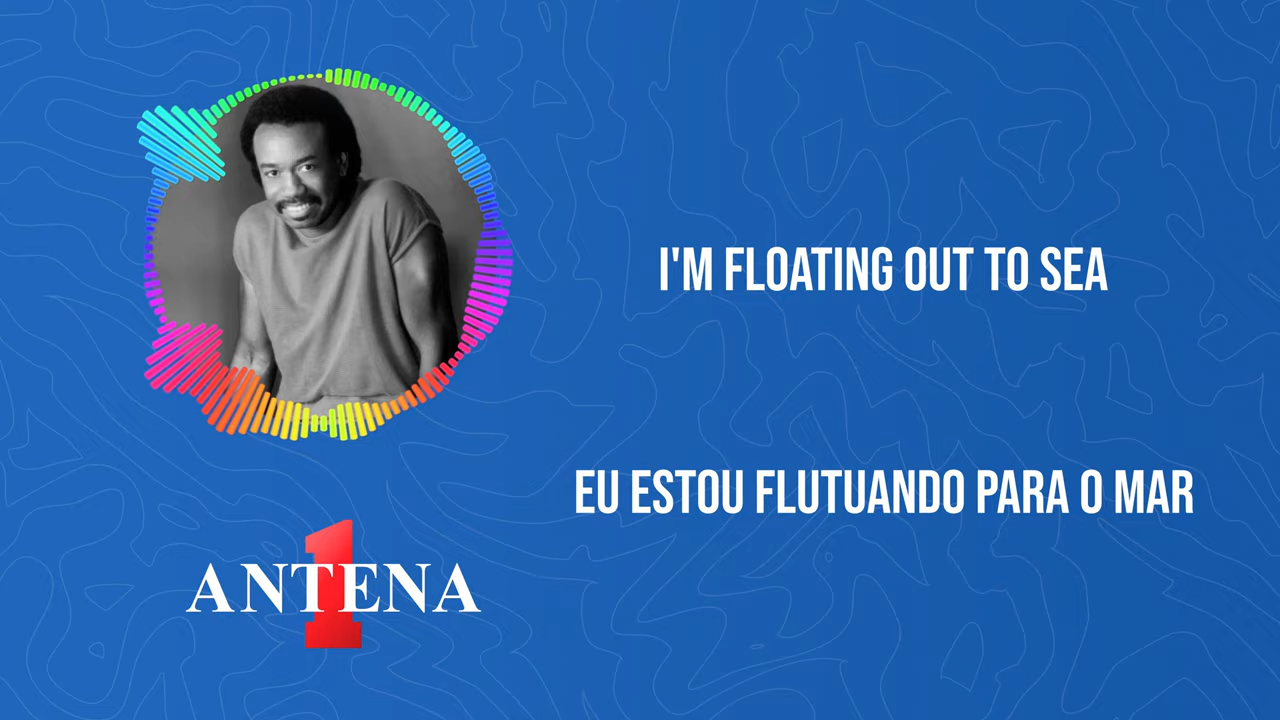 I'M FLOATING OUT TO SEA
EU ESTOU FLUTUANDO PARA O MAR
ANTENA 1